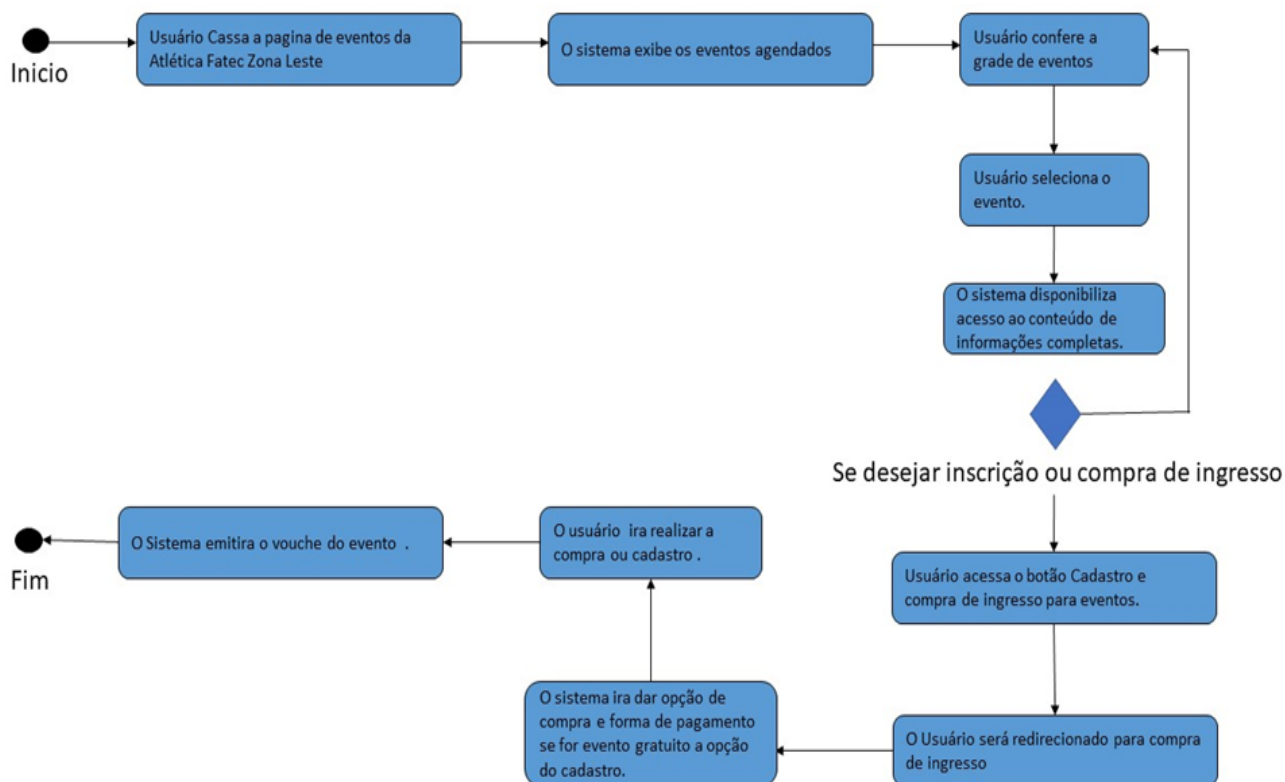 Inicio
Usuário Cassa a pagina de eventos da
Atlética Fatec Zona Leste
O sistema exibe os eventos agendados
Usuário confere a
grade de eventos
Usuário seleciona o
evento.
O sistema disponibiliza
acesso ao conteúdo de
informações completas.
Se desejar inscrição ou compra de ingresso
Usuário acessa o botão Cadastro e
compra de ingresso para eventos.
O Usuário será redirecionado para compra
de ingresso
O sistema ira dar opção de
compra e forma de pagamento
se for evento gratuito a opção
do cadastro.
O usuário ira realizar a
compra ou cadastro .
O Sistema emitira o vouche do evento .
Fim